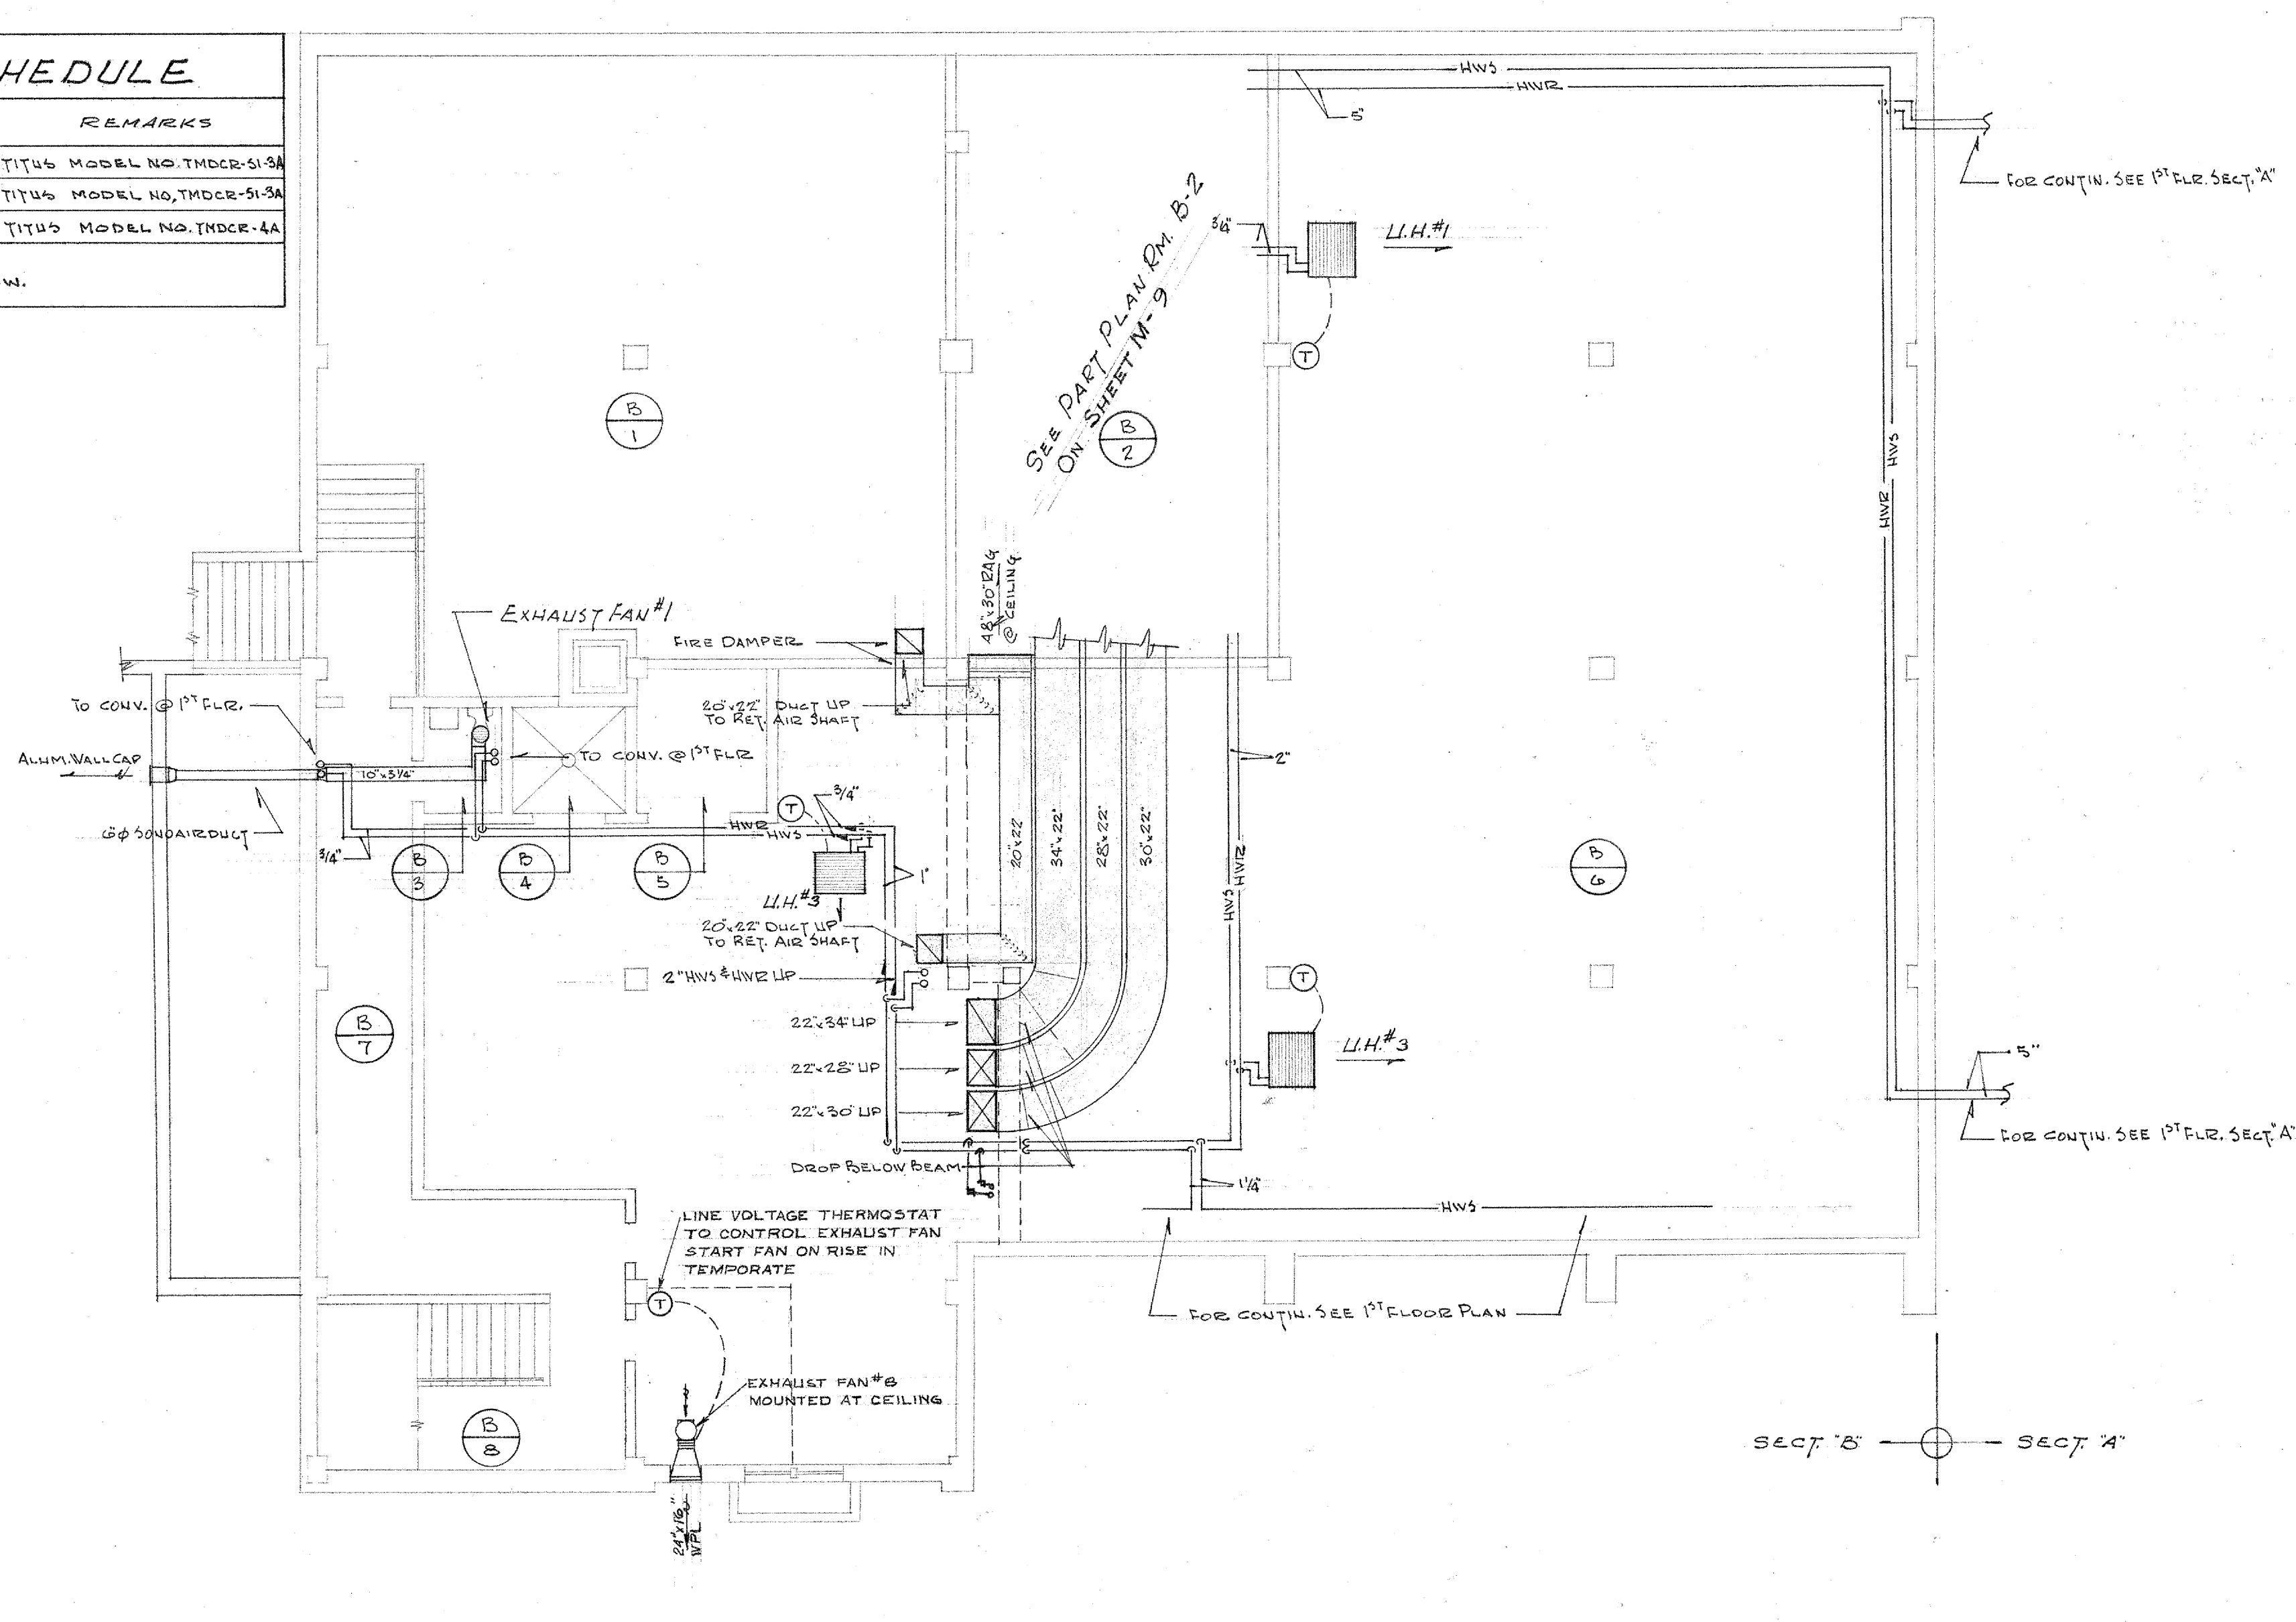 HEDULE
REMARKS
TITUS MODEL NO. TMDCR-51-3A
TITUS MODEL NO. TMDCR-51-3A
TITUS MODEL NO. TMDCR-4A
W.
HWS
HWR
5"
FOR CONTIN. SEE 1ST FLR. SECT. "A"
3/4"
U.H.#1
T
SEE PART PLAN RM. B-2
ON SHEET M-9
B
1
B
2
HWS
HWR
48"x30" RAG
@ CEILING
EXHAUST FAN #1
FIRE DAMPER
TO CONV. @ 1ST FLR.
20"x22" DUCT UP
TO RET. AIR SHAFT
ALUM. WALL CAP
10"x3 1/4"
TO CONV. @ 1ST FLR
2"
6"ø SONOAIRDUCT
T
3/4"
HWR
HWS
3/4"
B
3
B
4
B
5
1"
U.H.#3
20"x22"
34"x22"
28"x22"
30"x22"
HWS
HWR
B
6
20"x22" DUCT UP
TO RET. AIR SHAFT
2" HWS & HWR UP
T
B
7
22"x34" UP
22"x28" UP
22"x30" UP
U.H.#3
5"
FOR CONTIN. SEE 1ST FLR. SECT. "A"
DROP BELOW BEAM
1 1/4"
HWS
LINE VOLTAGE THERMOSTAT
TO CONTROL EXHAUST FAN
START FAN ON RISE IN
TEMPORATE
T
FOR CONTIN. SEE 1ST FLOOR PLAN
EXHAUST FAN #8
MOUNTED AT CEILING
B
8
SECT. "B"
SECT. "A"
24"x16"
WPL